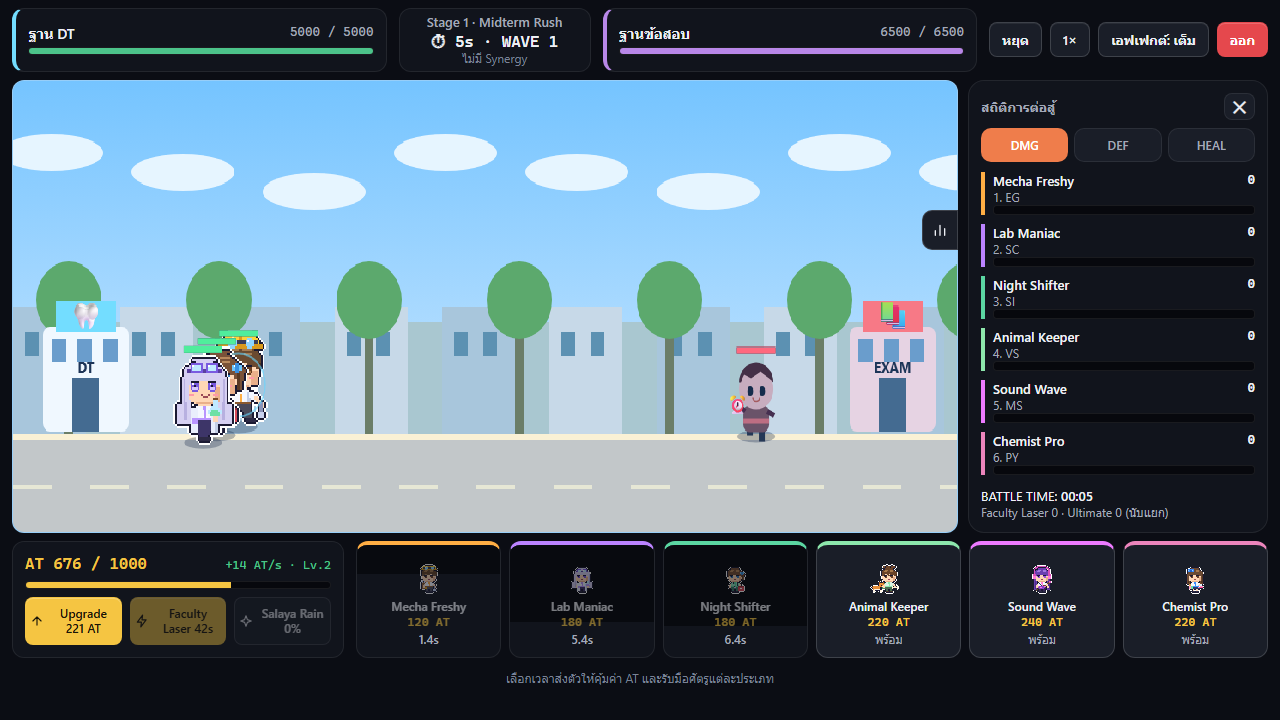 ฐาน DT
5000 / 5000
Stage 1 · Midterm Rush
⏱ 5s · WAVE 1
ไม่มี Synergy
ฐานข้อสอบ
6500 / 6500
หยุด
1×
เอฟเฟกต์: เต็ม
ออก
DT
EXAM
สถิติการต่อสู้
DMG
DEF
HEAL
Mecha Freshy
0
1. EG
Lab Maniac
0
2. SC
Night Shifter
0
3. SI
Animal Keeper
0
4. VS
Sound Wave
0
5. MS
Chemist Pro
0
6. PY
BATTLE TIME: 00:05
Faculty Laser 0 · Ultimate 0 (นับแยก)
AT 676 / 1000
+14 AT/s · Lv.2
Upgrade
221 AT
Faculty
Laser 42s
Salaya Rain
0%
Mecha Freshy
120 AT
1.4s
Lab Maniac
180 AT
5.4s
Night Shifter
180 AT
6.4s
Animal Keeper
220 AT
พร้อม
Sound Wave
240 AT
พร้อม
Chemist Pro
220 AT
พร้อม
เลือกเวลาส่งตัวให้คุ้มค่า AT และรับมือศัตรูแต่ละประเภท